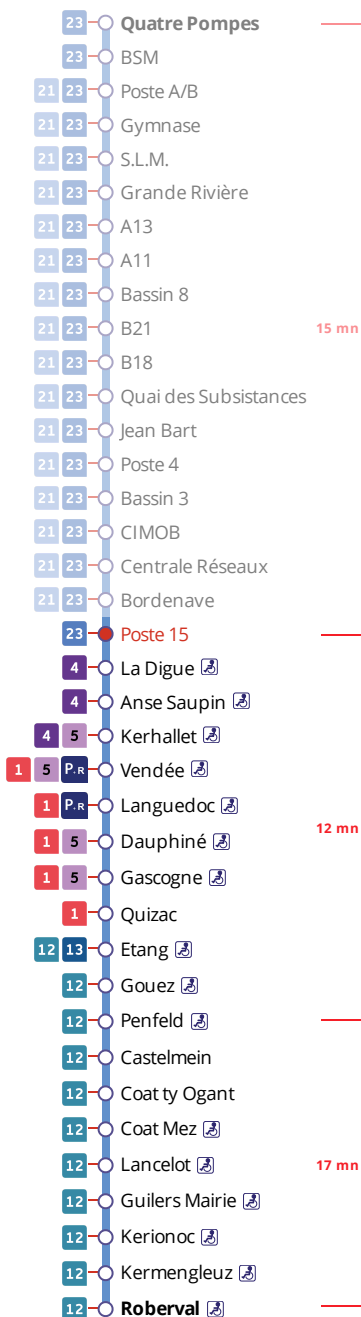 23 Quatre Pompes
23 BSM
21 23 Poste A/B
21 23 Gymnase
21 23 S.L.M.
21 23 Grande Rivière
21 23 A13
21 23 A11
21 23 Bassin 8
21 23 B21 15 mn
21 23 B18
21 23 Quai des Subsistances
21 23 Jean Bart
21 23 Poste 4
21 23 Bassin 3
21 23 CIMOB
21 23 Centrale Réseaux
21 23 Bordenave
23 Poste 15
4 La Digue
4 Anse Saupin
4 5 Kerhallet
1 5 P.R Vendée
1 P.R Languedoc
12 mn
1 5 Dauphiné
1 5 Gascogne
1 Quizac
12 13 Etang
12 Gouez
12 Penfeld
12 Castelmein
12 Coat ty Ogant
12 Coat Mez
12 Lancelot 17 mn
12 Guilers Mairie
12 Kerionoc
12 Kermengleuz
12 Roberval